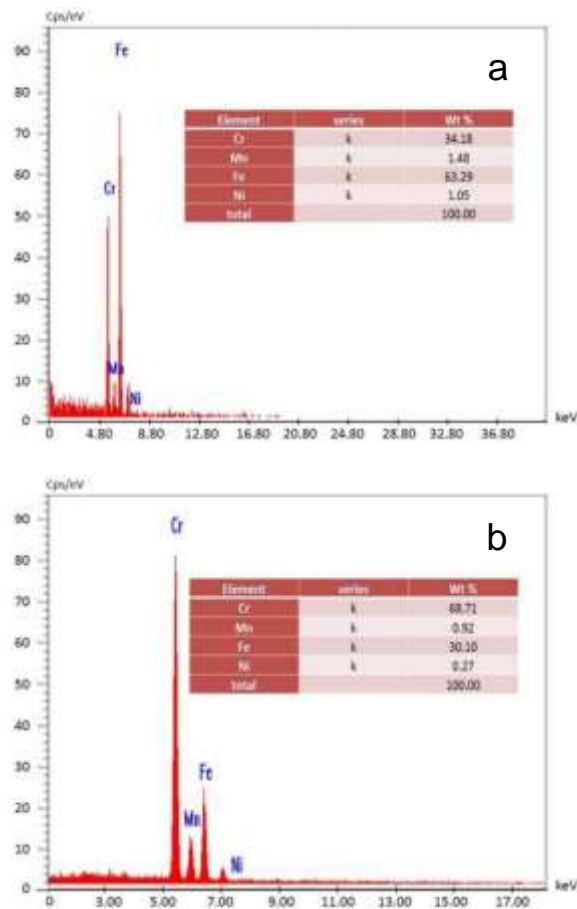 Cps/eV
a
90
80
70
60
50
40
30
20
10
0
Fe
Cr
Mn
Ni
Element series Wt %
Cr k 34.18
Mn k 1.48
Fe k 63.29
Ni k 1.05
total 100.00
0 4.80 8.80 12.80 16.80 20.80 24.80 28.80 32.80 36.80 keV
Cps/eV
b
90
80
70
60
50
40
30
20
10
0
Cr
Fe
Mn
Ni
Element series Wt %
Cr k 68.71
Mn k 0.92
Fe k 30.10
Ni k 0.27
total 100.00
0 3.00 5.00 7.00 9.00 11.00 13.00 15.00 17.00 keV